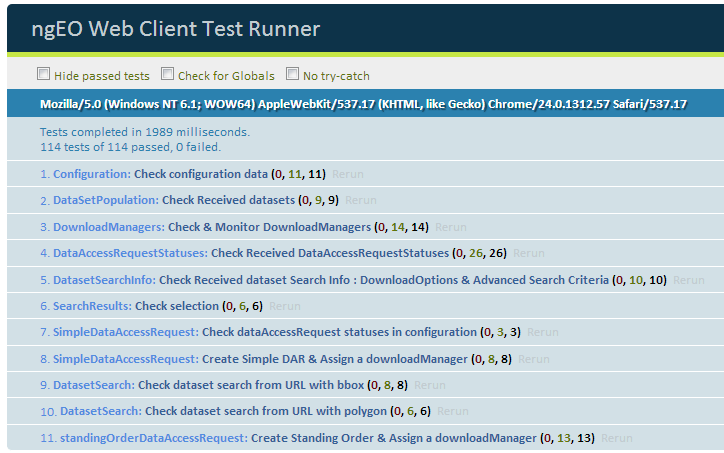 ngEO Web Client Test Runner
Hide passed tests Check for Globals No try-catch
Mozilla/5.0 (Windows NT 6.1; WOW64) AppleWebKit/537.17 (KHTML, like Gecko) Chrome/24.0.1312.57 Safari/537.17
Tests completed in 1989 milliseconds.
114 tests of 114 passed, 0 failed.
1. Configuration: Check configuration data (0, 11, 11) Rerun
2. DataSetPopulation: Check Received datasets (0, 9, 9) Rerun
3. DownloadManagers: Check & Monitor DownloadManagers (0, 14, 14) Rerun
4. DataAccessRequestStatuses: Check Received DataAccessRequestStatuses (0, 26, 26) Rerun
5. DatasetSearchInfo: Check Received dataset Search Info : DownloadOptions & Advanced Search Criteria (0, 10, 10) Rerun
6. SearchResults: Check selection (0, 6, 6) Rerun
7. SimpleDataAccessRequest: Check dataAccessRequest statuses in configuration (0, 3, 3) Rerun
8. SimpleDataAccessRequest: Create Simple DAR & Assign a downloadManager (0, 8, 8) Rerun
9. DatasetSearch: Check dataset search from URL with bbox (0, 8, 8) Rerun
10. DatasetSearch: Check dataset search from URL with polygon (0, 6, 6) Rerun
11. standingOrderDataAccessRequest: Create Standing Order & Assign a downloadManager (0, 13, 13) Rerun